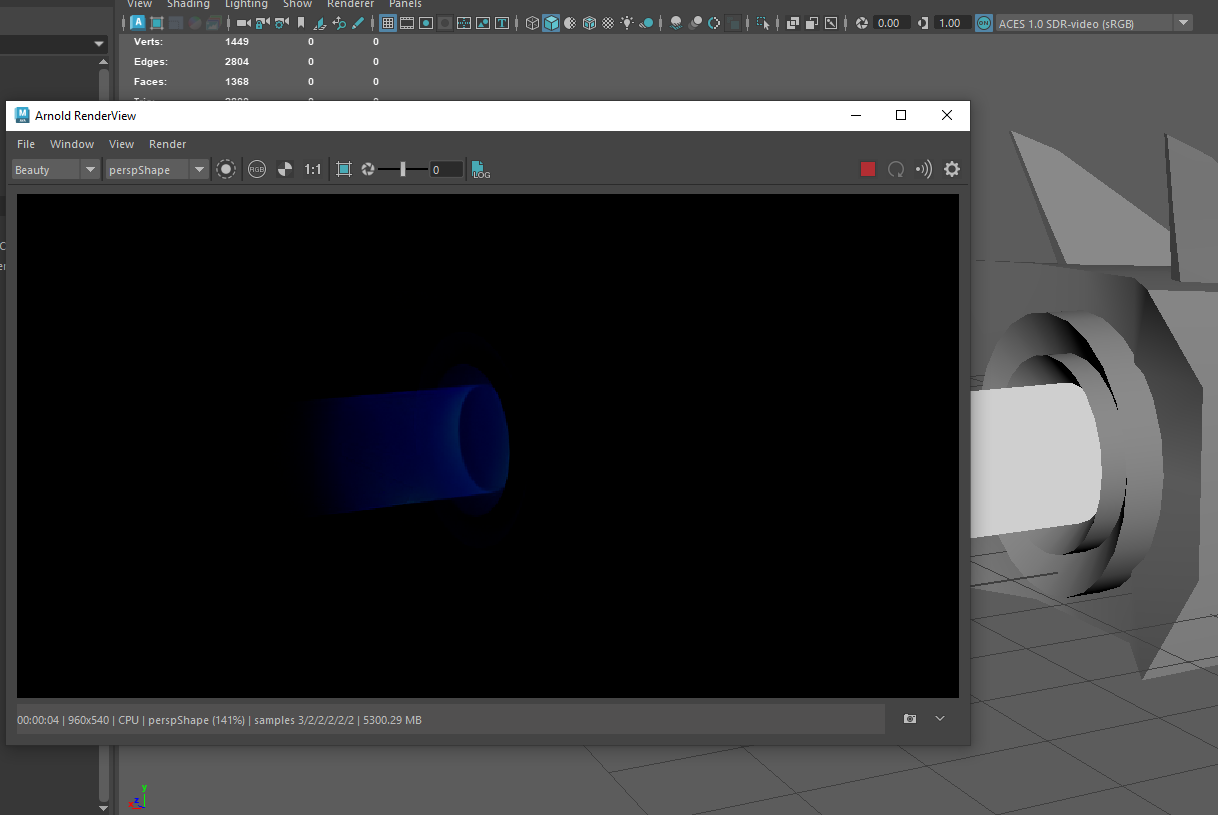 View Shading Lighting Show Renderer Panels
A 0.00 1.00 ON ACES 1.0 SDR-video (sRGB)
Verts: 1449 0 0
Edges: 2804 0 0
Faces: 1368 0 0
M Arnold RenderView
File Window View Render
Beauty perspShape RGB 1:1 0 LOG
00:00:04 | 960x540 | CPU | perspShape (141%) | samples 3/2/2/2/2/2 | 5300.29 MB
y
z